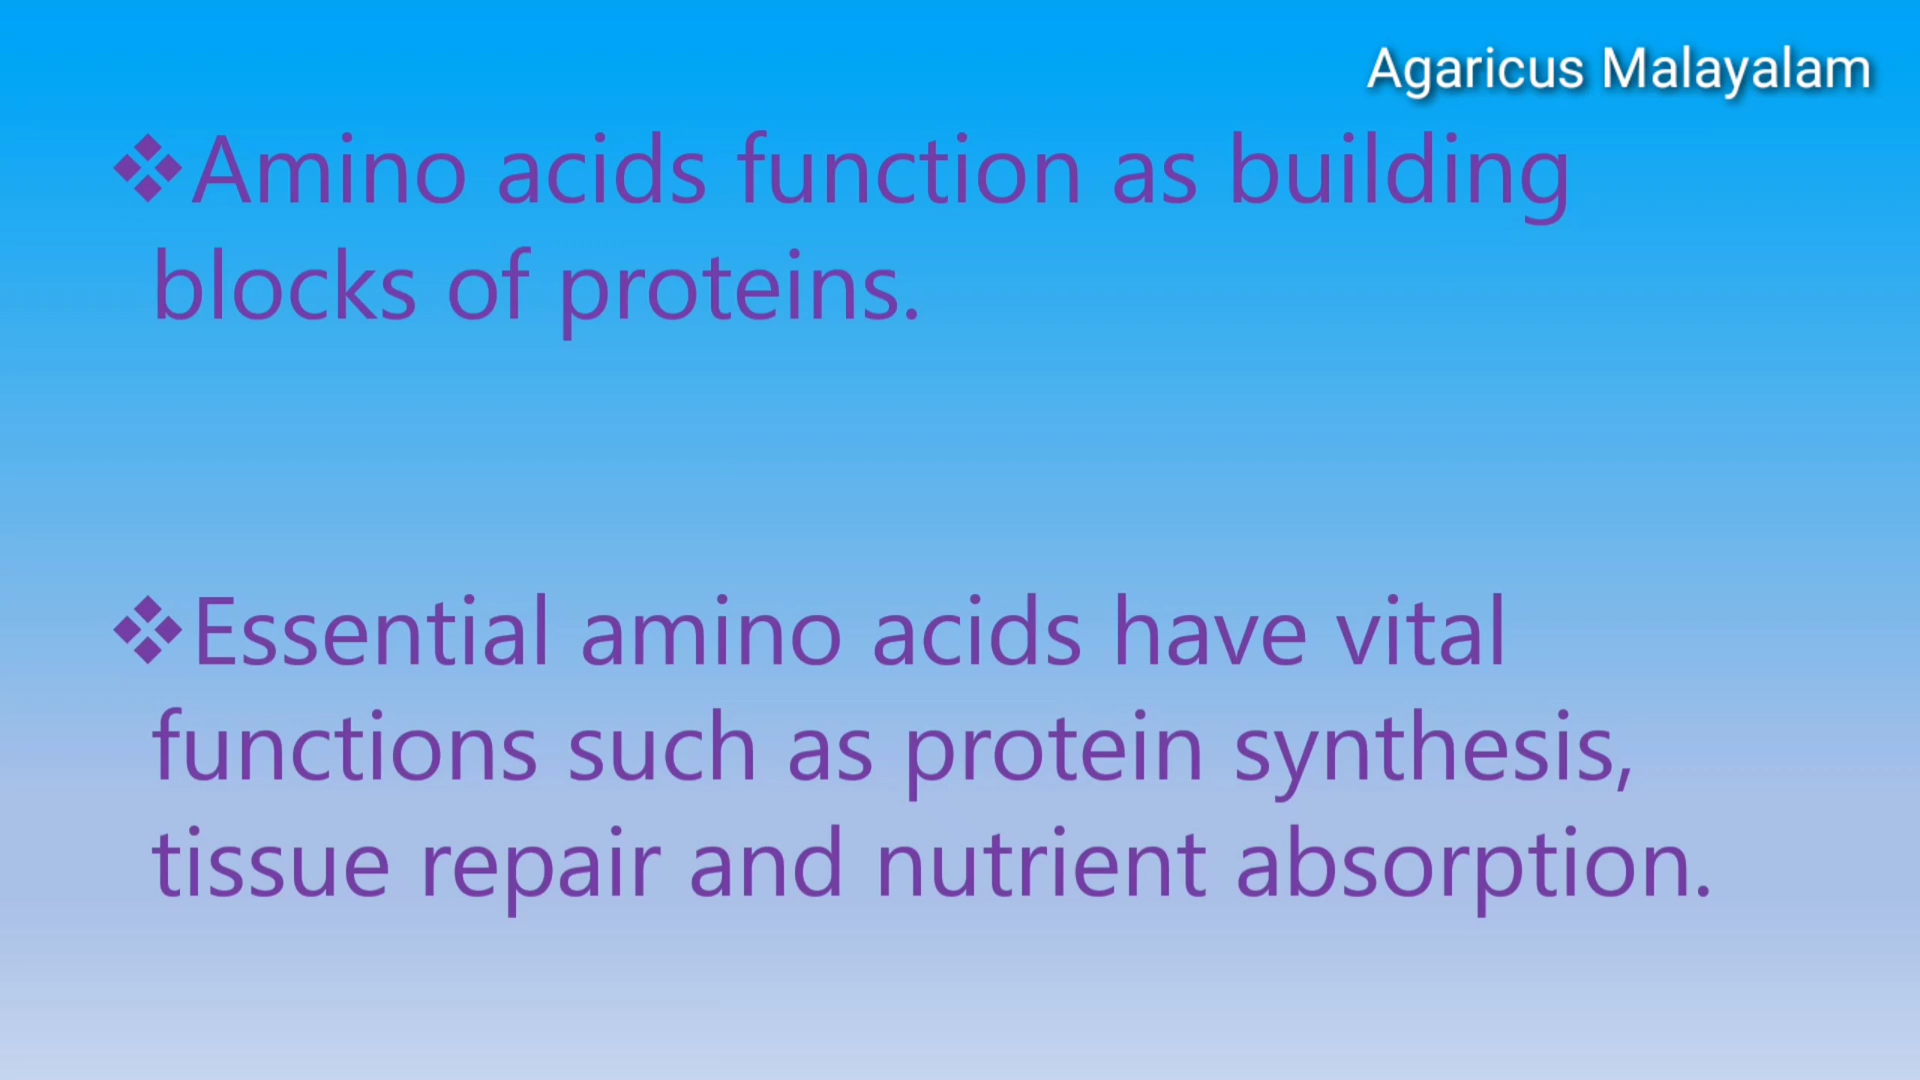 Agaricus Malayalam
❖Amino acids function as building
blocks of proteins.
❖Essential amino acids have vital
functions such as protein synthesis,
tissue repair and nutrient absorption.